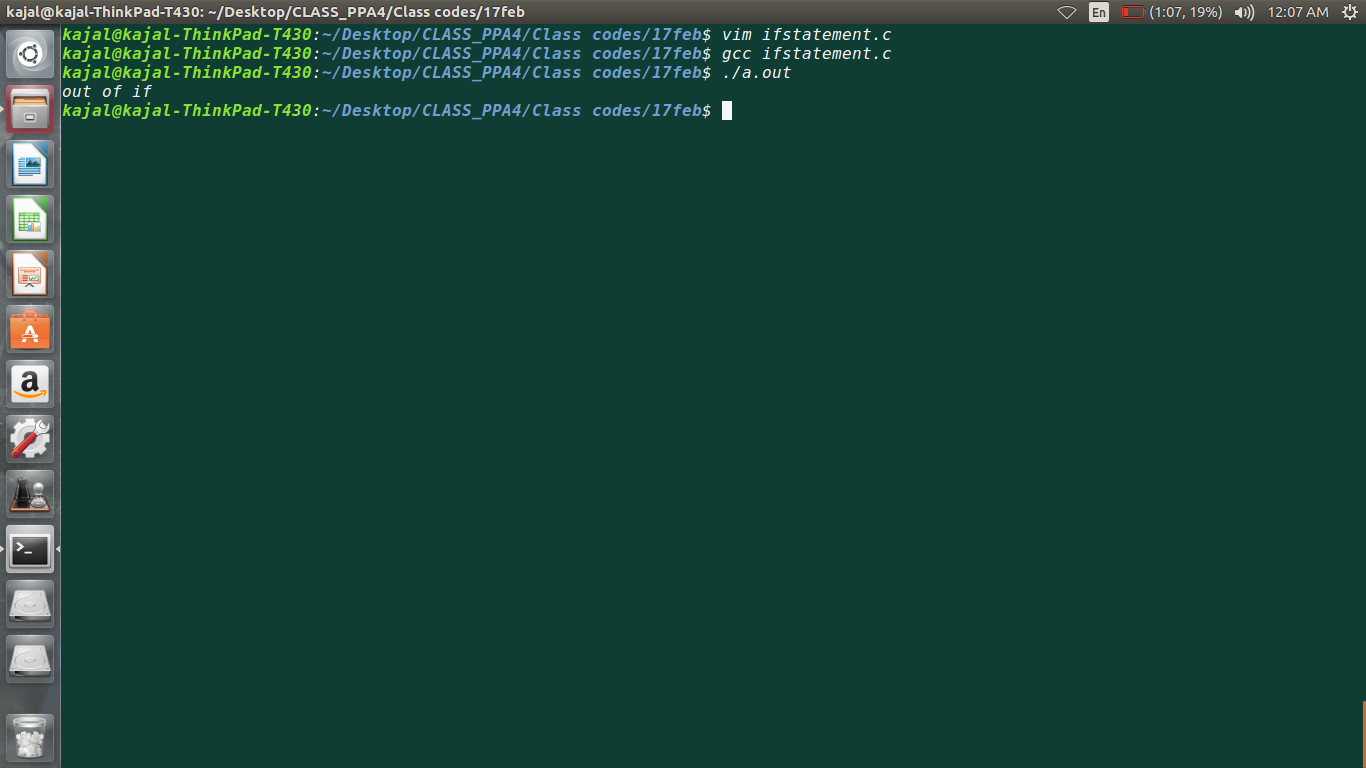 kajal@kajal-ThinkPad-T430: ~/Desktop/CLASS_PPA4/Class codes/17feb En (1:07, 19%) 12:07 AM
kajal@kajal-ThinkPad-T430:~/Desktop/CLASS_PPA4/Class codes/17feb$ vim ifstatement.c
kajal@kajal-ThinkPad-T430:~/Desktop/CLASS_PPA4/Class codes/17feb$ gcc ifstatement.c
kajal@kajal-ThinkPad-T430:~/Desktop/CLASS_PPA4/Class codes/17feb$ ./a.out
out of if
kajal@kajal-ThinkPad-T430:~/Desktop/CLASS_PPA4/Class codes/17feb$